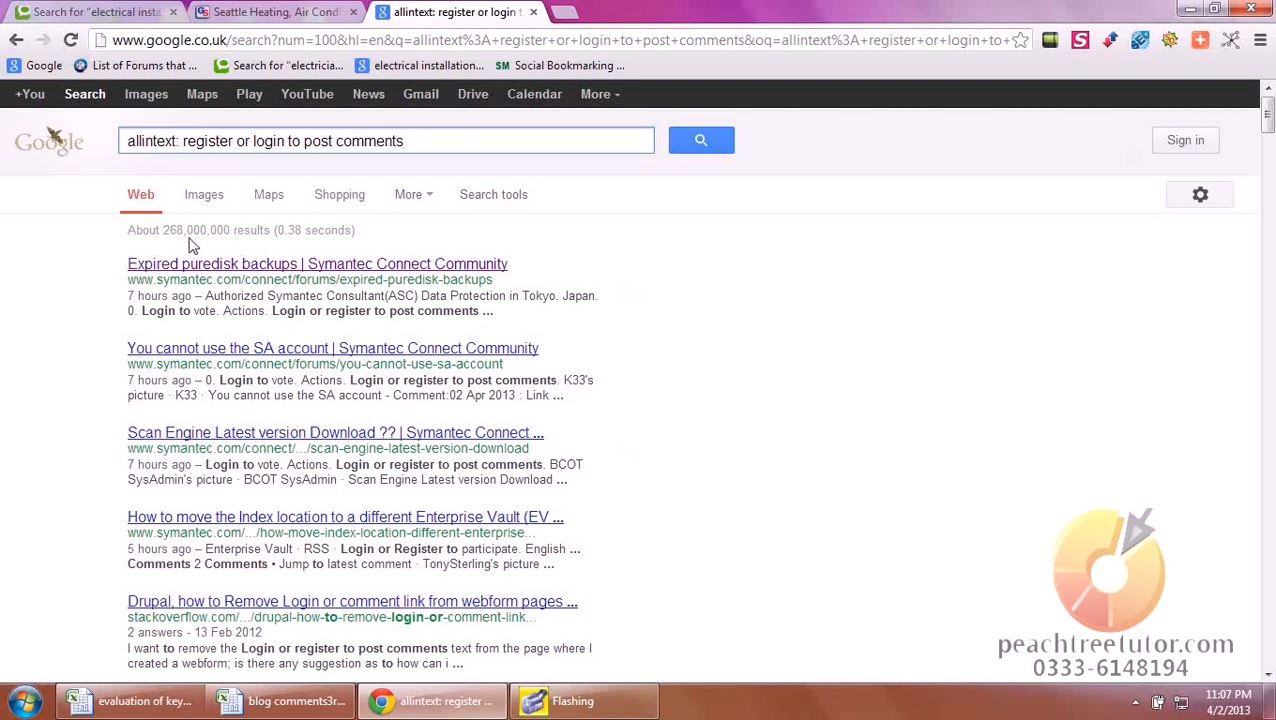 Search for "electrical insta
Seattle Heating, Air Condi
allintext: register or login t
www.google.co.uk/search?num=100&hl=en&q=allintext%3A+register+or+login+to+post+comments&oq=allintext%3A+register+or+login+to+
Google
List of Forums that ...
Search for "electricia...
electrical installation...
SM Social Bookmarking ...
+You Search Images Maps Play YouTube News Gmail Drive Calendar More
Google
allintext: register or login to post comments
Sign in
Web Images Maps Shopping More Search tools
About 268,000,000 results (0.38 seconds)
Expired puredisk backups | Symantec Connect Community
www.symantec.com/connect/forums/expired-puredisk-backups
7 hours ago – Authorized Symantec Consultant(ASC) Data Protection in Tokyo, Japan.
0. Login to vote. Actions. Login or register to post comments ...
You cannot use the SA account | Symantec Connect Community
www.symantec.com/connect/forums/you-cannot-use-sa-account
7 hours ago – 0. Login to vote. Actions. Login or register to post comments. K33's
picture · K33 · You cannot use the SA account - Comment:02 Apr 2013 : Link ...
Scan Engine Latest version Download ?? | Symantec Connect ...
www.symantec.com/connect/.../scan-engine-latest-version-download
7 hours ago – Login to vote. Actions. Login or register to post comments. BCOT
SysAdmin's picture · BCOT SysAdmin · Scan Engine Latest version Download ...
How to move the Index location to a different Enterprise Vault (EV ...
www.symantec.com/.../how-move-index-location-different-enterprise...
5 hours ago – Enterprise Vault · RSS · Login or Register to participate. English ...
Comments 2 Comments • Jump to latest comment · TonySterling's picture ...
Drupal, how to Remove Login or comment link from webform pages ...
stackoverflow.com/.../drupal-how-to-remove-login-or-comment-link...
2 answers - 13 Feb 2012
I want to remove the Login or register to post comments text from the page where I
created a webform; is there any suggestion as to how can i ...
peachtreetutor.com
0333-6148194
evaluation of key...
blog comments3r...
allintext: register ...
Flashing
11:07 PM
4/2/2013